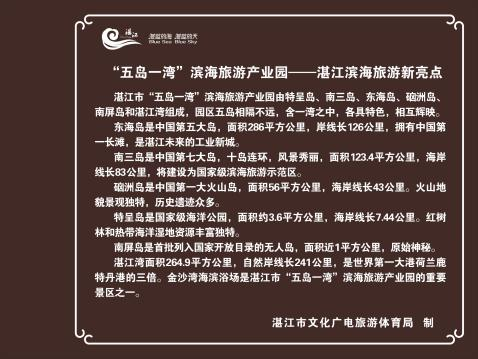 湛江
湛蓝的海 湛蓝的天
Blue Sea Blue Sky
“五岛一湾”滨海旅游产业园——湛江滨海旅游新亮点
湛江市“五岛一湾”滨海旅游产业园由特呈岛、南三岛、东海岛、硇洲岛、
南屏岛和湛江湾组成，园区五岛相隔不远，含一湾之中，各具特色，相互辉映。
东海岛是中国第五大岛，面积286平方公里，岸线长126公里，拥有中国第
一长滩，是湛江未来的工业新城。
南三岛是中国第七大岛，十岛连环，风景秀丽，面积123.4平方公里，海岸
线长83公里，将建设为国家级滨海旅游示范区。
硇洲岛是中国第一大火山岛，面积56平方公里，海岸线长43公里。火山地
貌景观独特，历史遗迹众多。
特呈岛是国家级海洋公园，面积约3.6平方公里，海岸线长7.44公里。红树
林和热带海洋湿地资源丰富独特。
南屏岛是首批列入国家开放目录的无人岛，面积近1平方公里，原始神秘。
湛江湾面积264.9平方公里，自然岸线长241公里，是世界第一大港荷兰鹿
特丹港的三倍。金沙湾海滨浴场是湛江市“五岛一湾”滨海旅游产业园的重要
景区之一。
湛江市文化广电旅游体育局 制